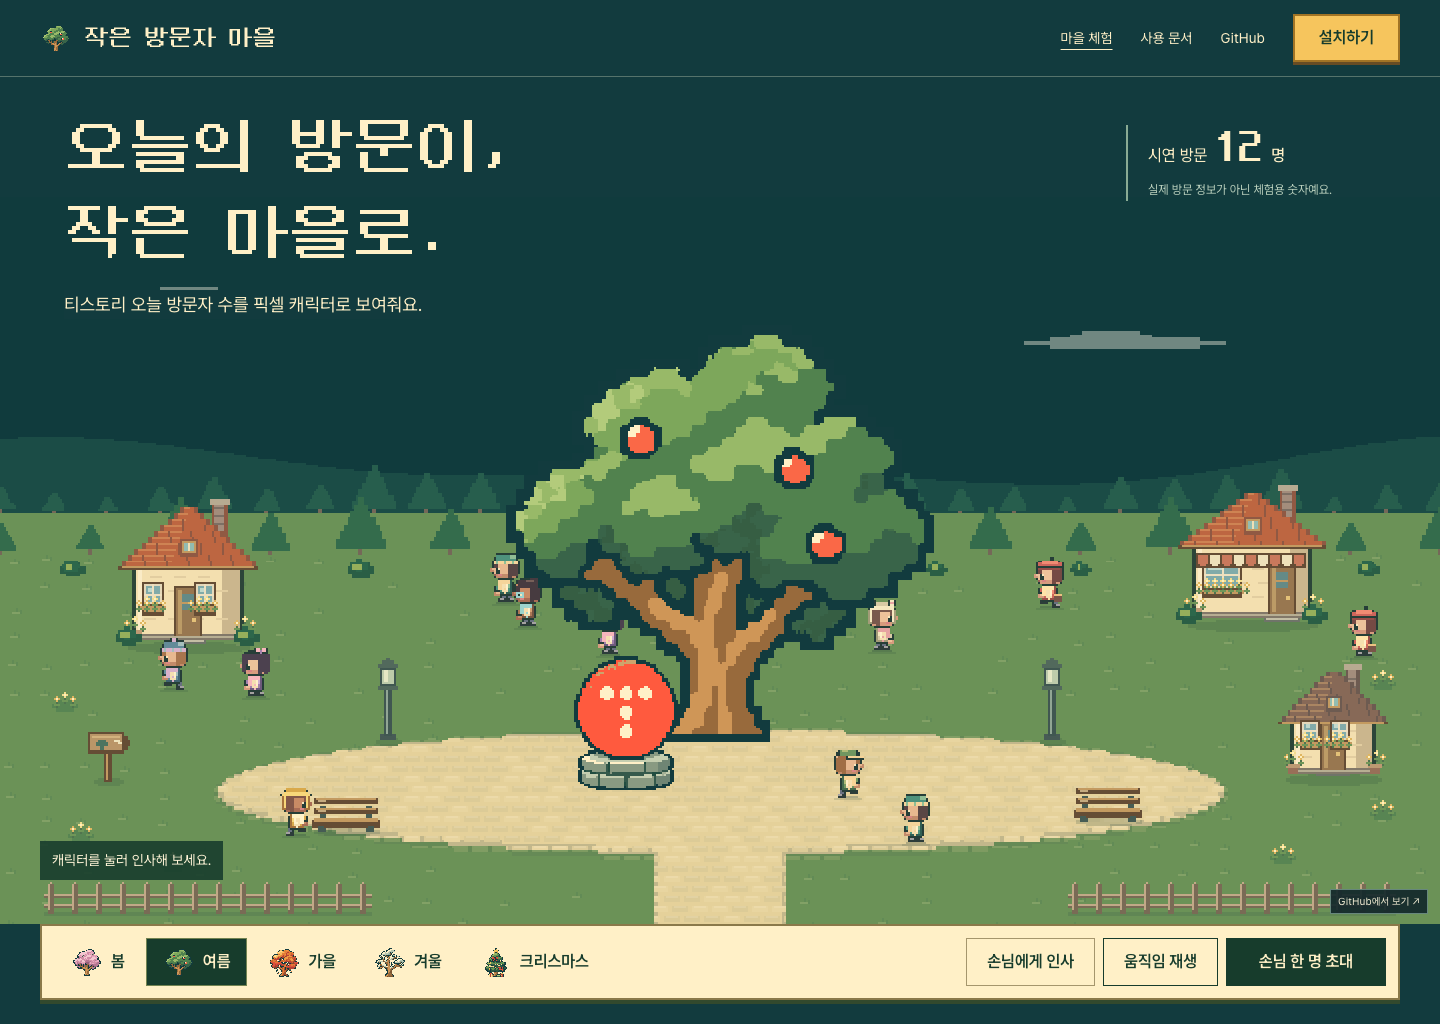 작은 방문자 마을
마을 체험
사용 문서
GitHub
설치하기
오늘의 방문이,
작은 마을로.
티스토리 오늘 방문자 수를 픽셀 캐릭터로 보여줘요.
시연 방문 12 명
실제 방문 정보가 아닌 체험용 숫자예요.
캐릭터를 눌러 인사해 보세요.
GitHub에서 보기 ↗
봄
여름
가을
겨울
크리스마스
손님에게 인사
움직임 재생
손님 한 명 초대